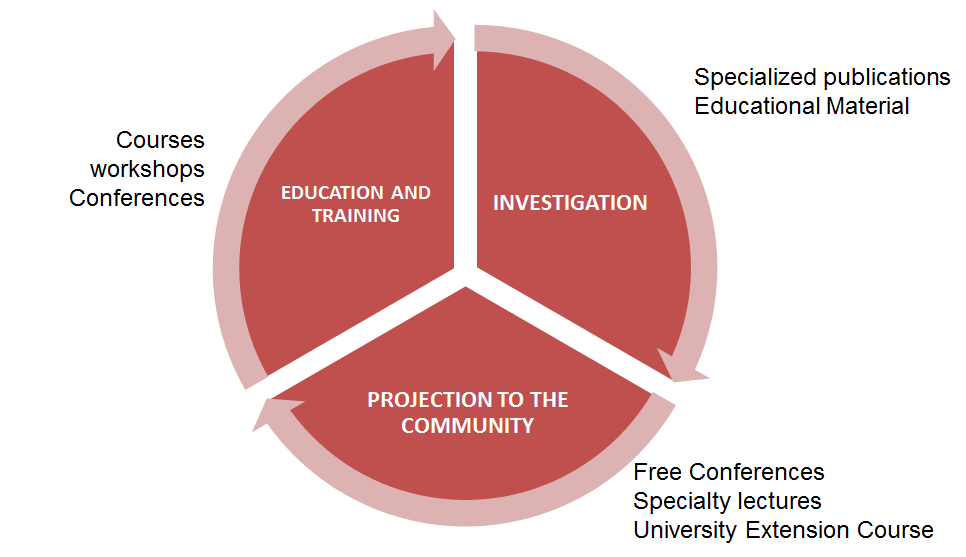 Specialized publications
Educational Material
Courses
workshops
Conferences
EDUCATION AND
TRAINING
INVESTIGATION
PROJECTION TO THE
COMMUNITY
Free Conferences
Specialty lectures
University Extension Course